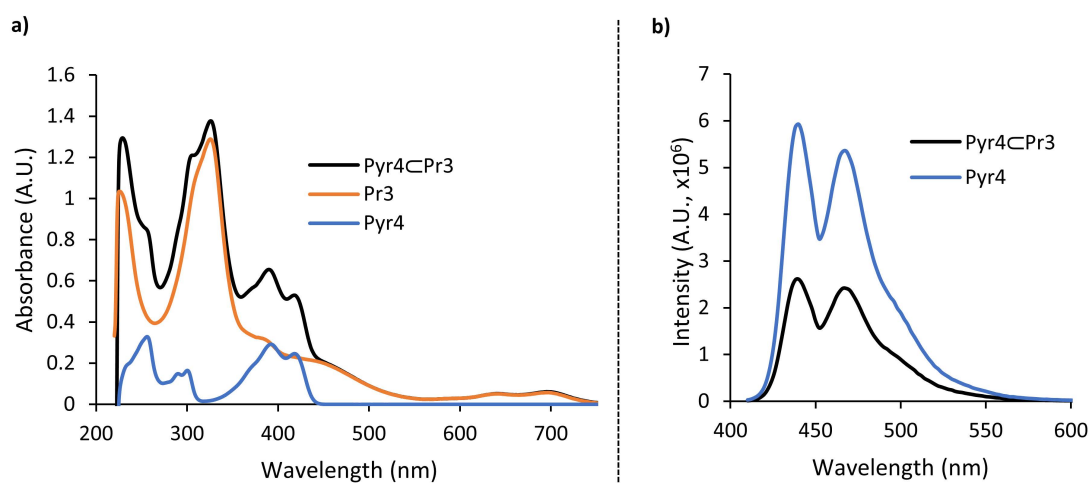 a)
1.6
1.4
1.2
1
0.8
0.6
0.4
0.2
0
200 300 400 500 600 700
Absorbance (A.U.)
Wavelength (nm)
Pyr4⊂Pr3
Pr3
Pyr4
b)
7
6
5
4
3
2
1
0
400 450 500 550 600
Intensity (A.U., x10⁶)
Wavelength (nm)
Pyr4⊂Pr3
Pyr4